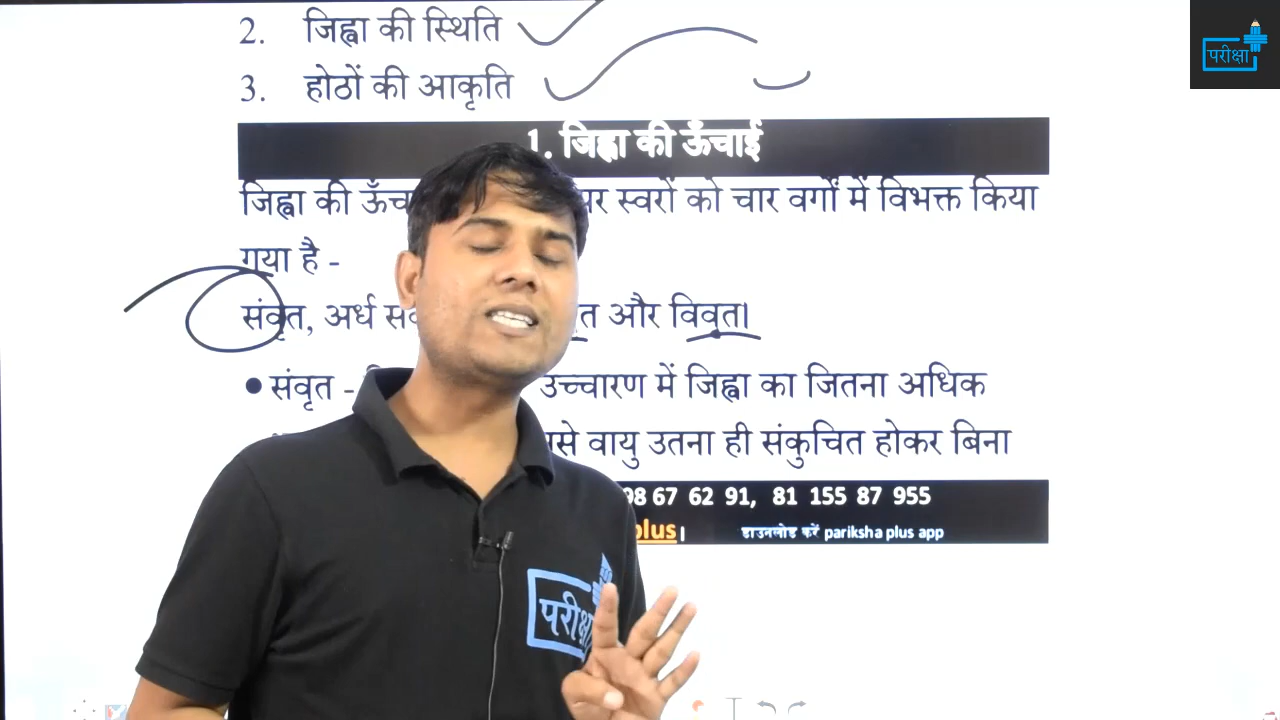 2. जिह्वा की स्थिति
परीक्षा
3. होठों की आकृति
1. जिह्वा की ऊँचाई
जिह्वा की पर स्वरों को चार वर्गों में विभक्त किया
गया है -
संवृत, अर्ध और विवृत।
• संवृत - उच्चारण में जिह्वा का जितना अधिक
वायु उतना ही संकुचित होकर बिना
98 67 62 91, 81 155 87 955
plus। डाउनलोड करें pariksha plus app
परीक्षा